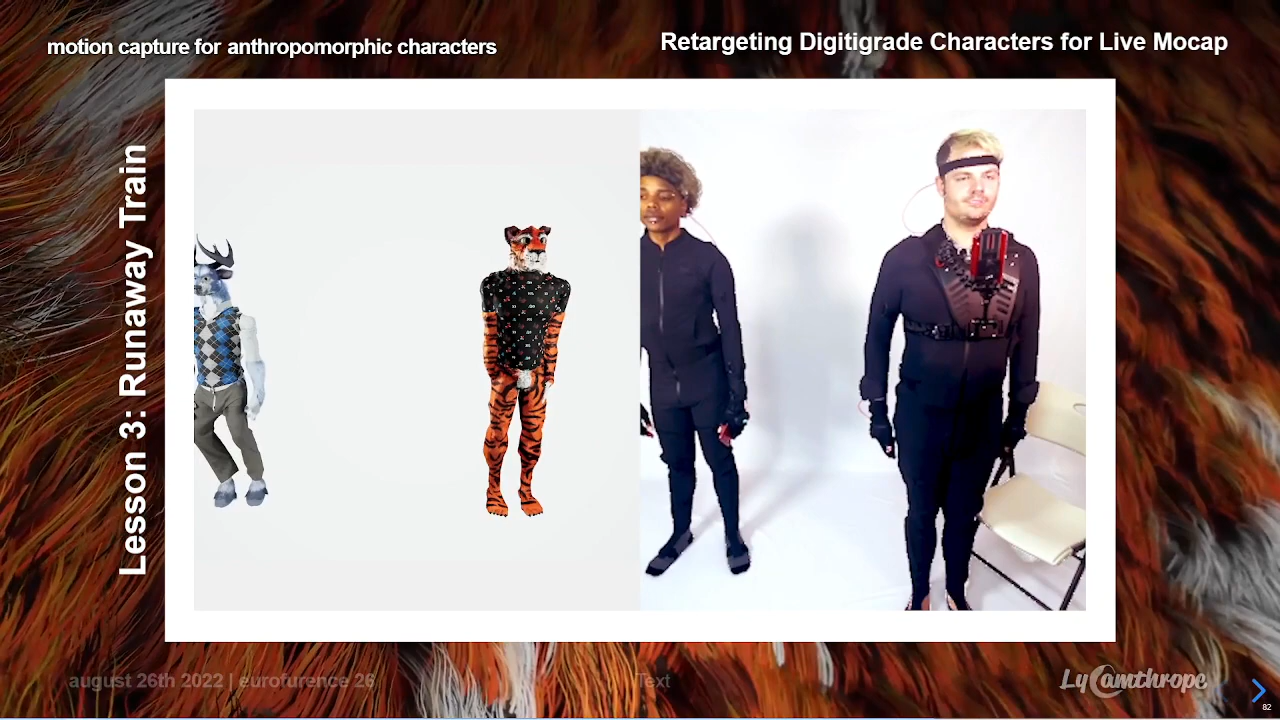 motion capture for anthropomorphic characters
Retargeting Digitigrade Characters for Live Mocap
Lesson 3: Runaway Train
august 26th 2022 | eurofurence 26
Text
LyCamthrope
82